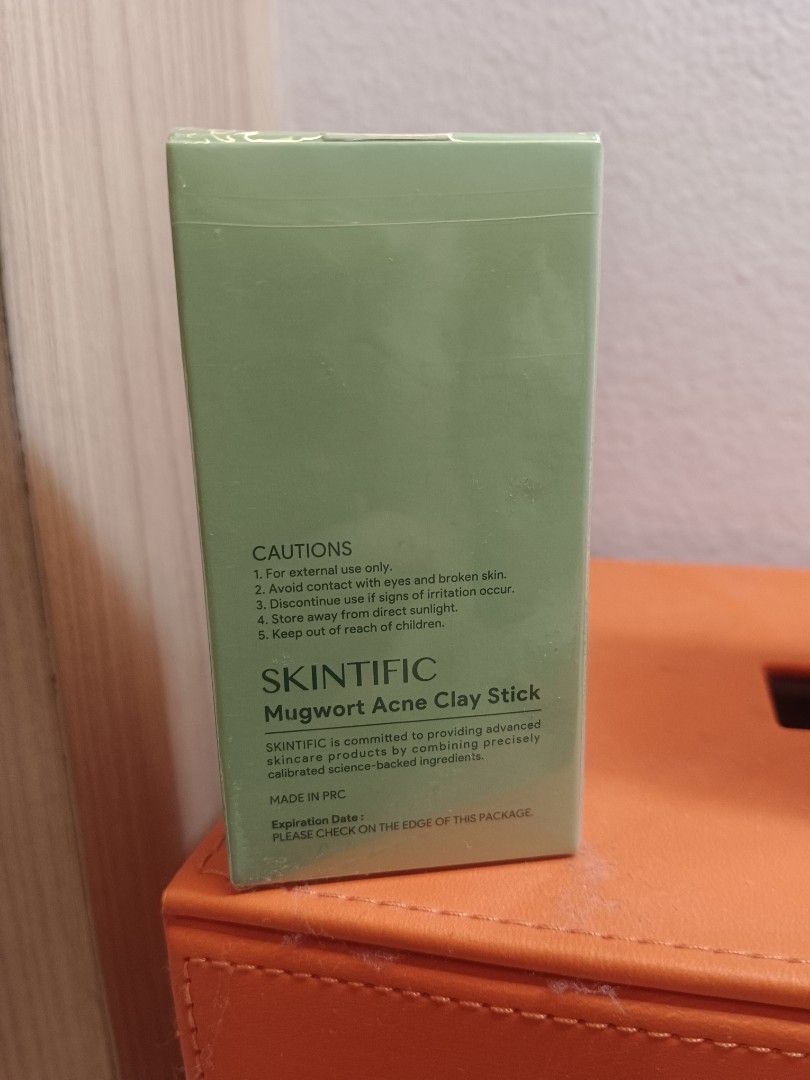 CAUTIONS
1. For external use only.
2. Avoid contact with eyes and broken skin.
3. Discontinue use if signs of irritation occur.
4. Store away from direct sunlight.
5. Keep out of reach of children.
SKINTIFIC
Mugwort Acne Clay Stick
SKINTIFIC is committed to providing advanced
skincare products by combining precisely
calibrated science-backed ingredients.
MADE IN PRC
Expiration Date :
PLEASE CHECK ON THE EDGE OF THIS PACKAGE.